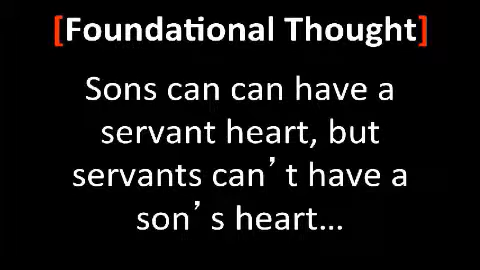 [Foundational Thought]
Sons can can have a
servant heart, but
servants can’t have a
son’s heart…